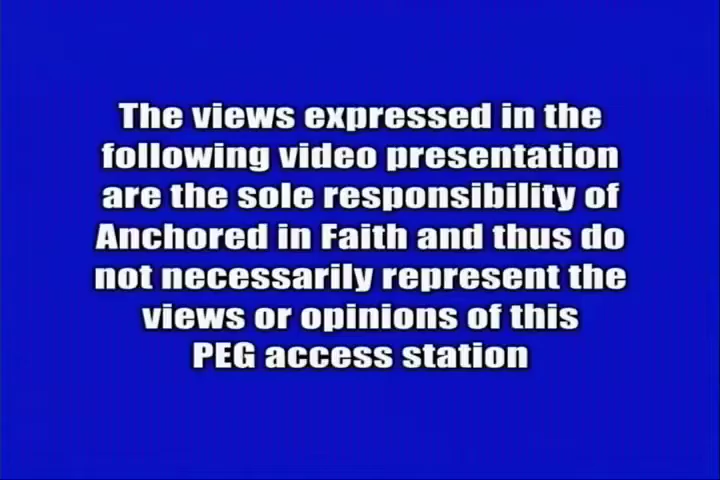 The views expressed in the
following video presentation
are the sole responsibility of
Anchored in Faith and thus do
not necessarily represent the
views or opinions of this
PEG access station